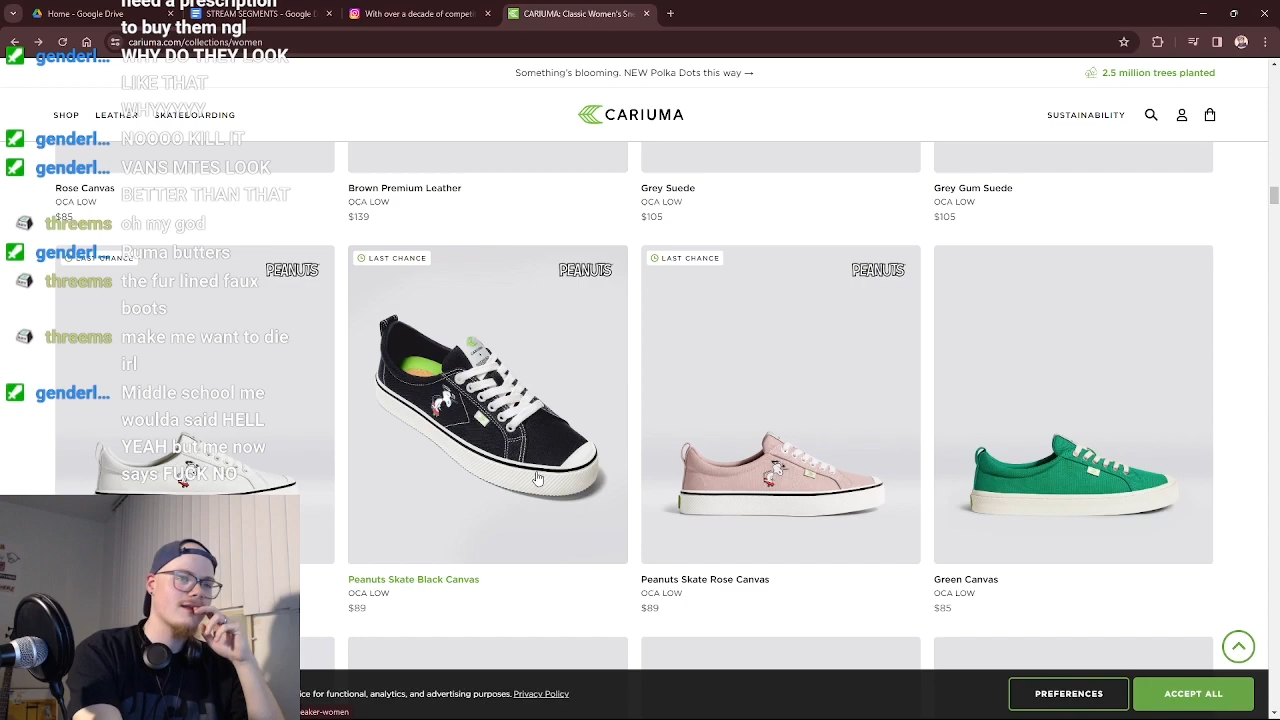 - Google Drive
STREAM SEGMENTS - Google
Instagram
a decade of
CARIUMA
cariuma.com/collections/women
need a prescription
to buy them ngl
genderl... WHY DO THEY LOOK
LIKE THAT
WHYYYYY
genderl... NOOOO KILL IT
genderl... VANS MTES LOOK
BETTER THAN THAT
threems oh my god
genderl... Puma butters
threems the fur lined faux
boots
threems make me want to die
irl
genderl... Middle school me
woulda said HELL
YEAH but me now
says FUCK NO
Something's blooming. NEW Polka Dots this way →
2.5 million trees planted
SHOP LEATHER SKATEBOARDING
CARIUMA
SUSTAINABILITY
Rose Canvas
OCA LOW
$85
Brown Premium Leather
OCA LOW
$139
Grey Suede
OCA LOW
$105
Grey Gum Suede
OCA LOW
$105
LAST CHANCE
PEANUTS
LAST CHANCE
PEANUTS
LAST CHANCE
PEANUTS
Peanuts Skate Black Canvas
OCA LOW
$89
Peanuts Skate Rose Canvas
OCA LOW
$89
Green Canvas
OCA LOW
$85
for functional, analytics, and advertising purposes. Privacy Policy
PREFERENCES
ACCEPT ALL